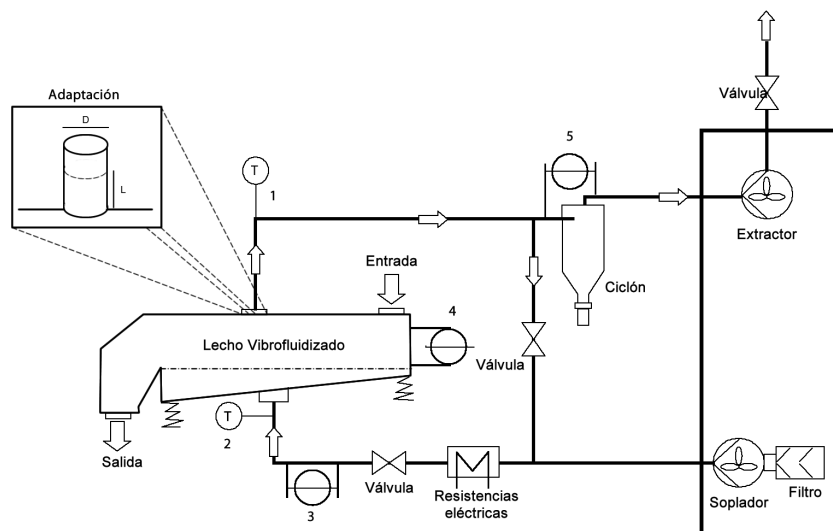 Válvula
Adaptación
D
L
T
1
5
Extractor
Entrada
Ciclón
4
Lecho Vibrofluidizado
Válvula
T
2
Salida
3
Válvula
Resistencias
eléctricas
Soplador
Filtro